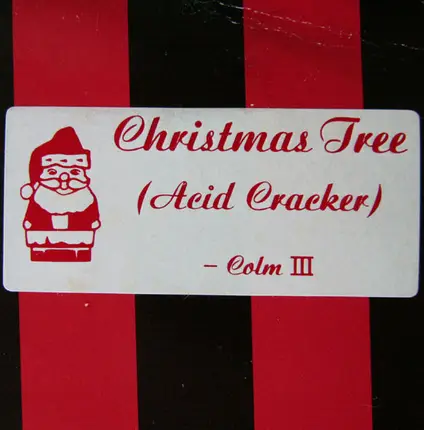 Christmas Tree
(Acid Cracker)
– Colm III